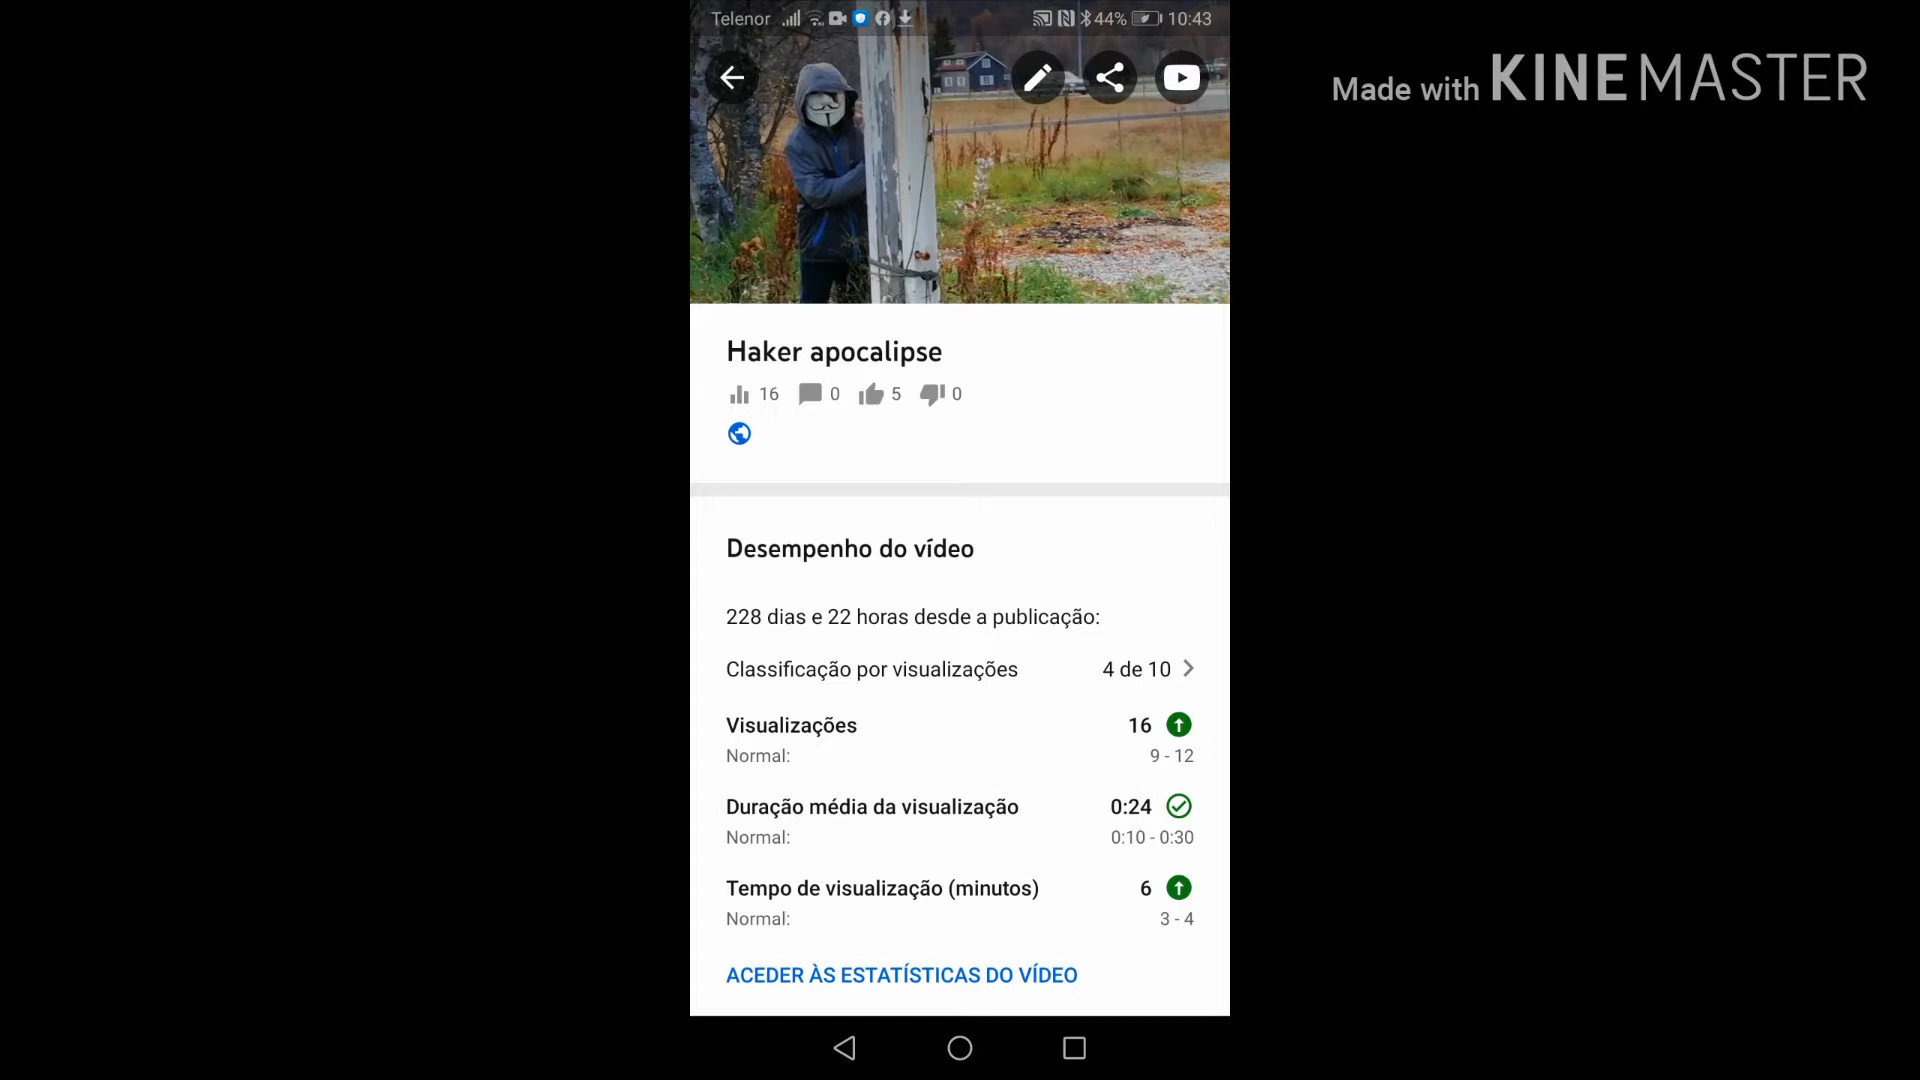 Telenor 44% 10:43
Made with KINEMASTER
Haker apocalipse
16 0 5 0
Desempenho do vídeo
228 dias e 22 horas desde a publicação:
Classificação por visualizações 4 de 10
Visualizações 16
Normal: 9 - 12
Duração média da visualização 0:24
Normal: 0:10 - 0:30
Tempo de visualização (minutos) 6
Normal: 3 - 4
ACEDER ÀS ESTATÍSTICAS DO VÍDEO